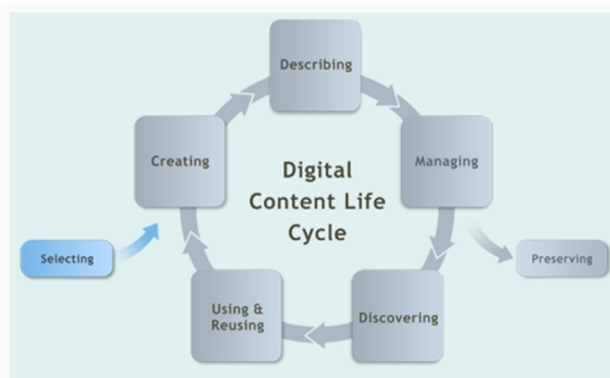 Describing
Creating
Managing
Digital
Content Life
Cycle
Selecting
Preserving
Using &
Reusing
Discovering